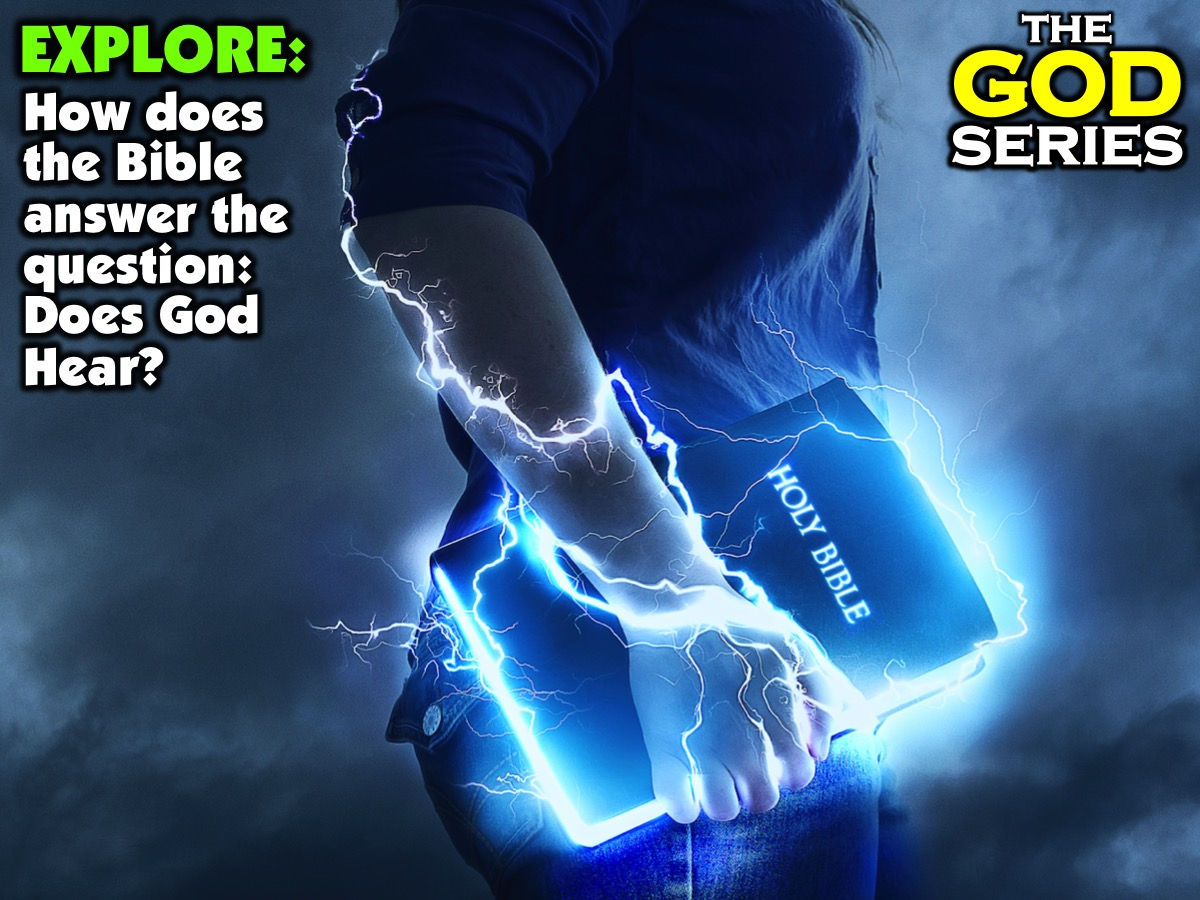 EXPLORE:
How does
the Bible
answer the
question:
Does God
Hear?
THE
GOD
SERIES
HOLY BIBLE